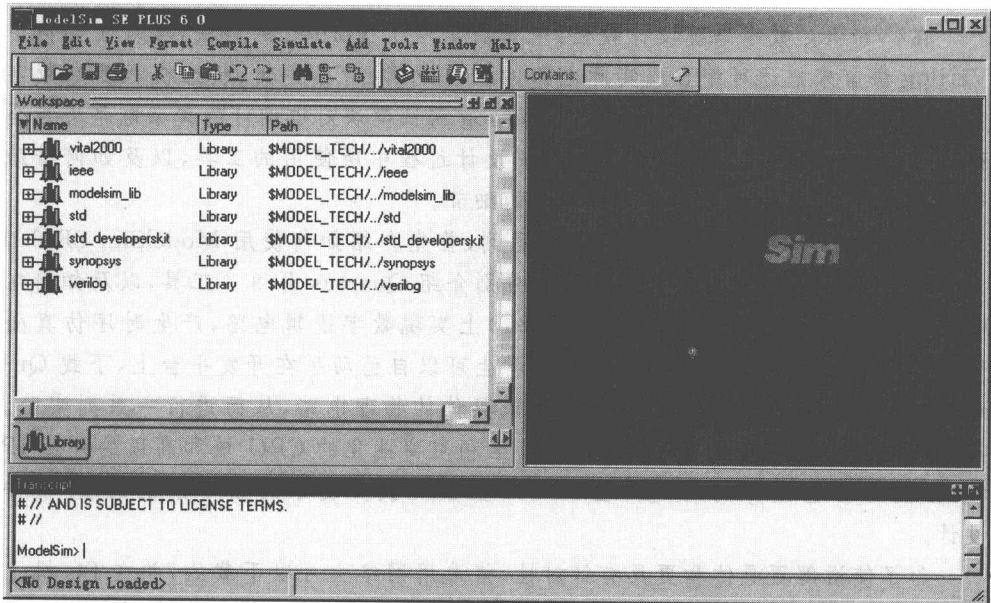 ModelSim SE PLUS 6.0
File Edit View Format Compile Simulate Add Tools Window Help
Contains:
Workspace
Name Type Path
vital2000 Library $MODEL_TECH/../vital2000
ieee Library $MODEL_TECH/../ieee
modelsim_lib Library $MODEL_TECH/../modelsim_lib
std Library $MODEL_TECH/../std
std_developerskit Library $MODEL_TECH/../std_developerskit
synopsys Library $MODEL_TECH/../synopsys
verilog Library $MODEL_TECH/../verilog
Sim
Library
Transcript
# // AND IS SUBJECT TO LICENSE TERMS.
# //
ModelSim>
<No Design Loaded>